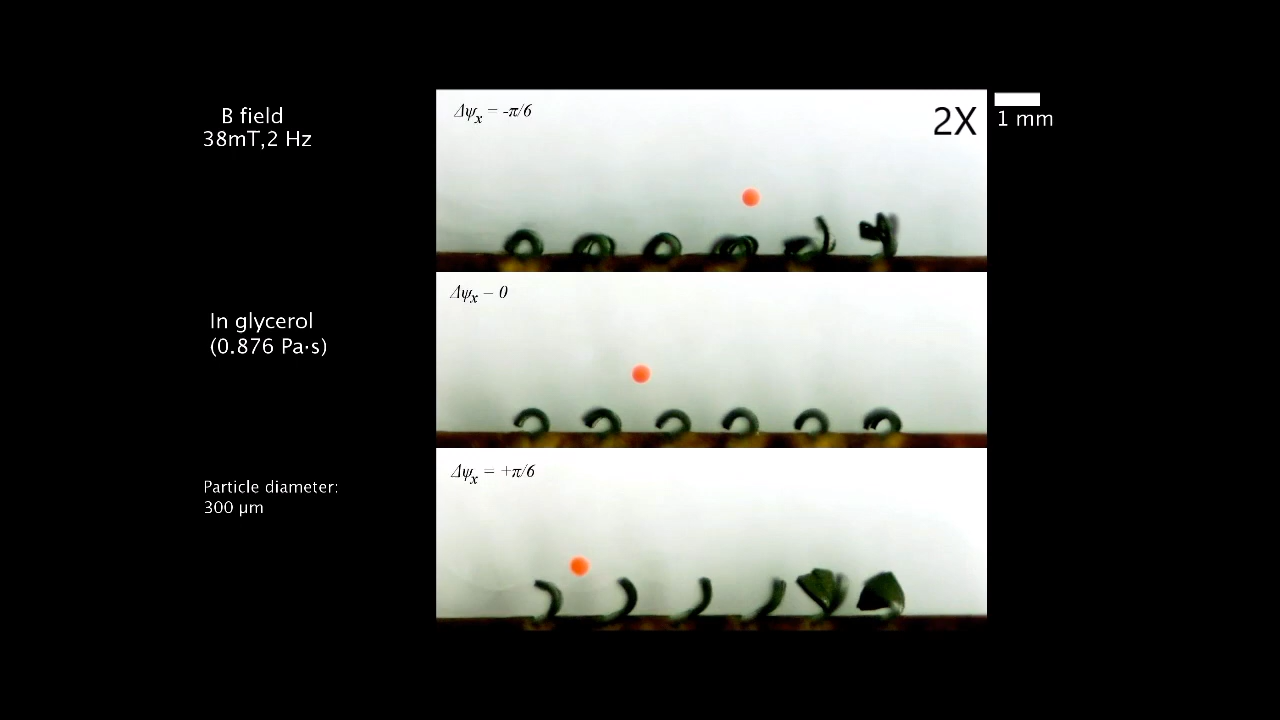 B field
38mT,2 Hz
Δψx = -π/6
2X
1 mm
In glycerol
(0.876 Pa·s)
Δψx = 0
Particle diameter:
300 µm
Δψx = +π/6